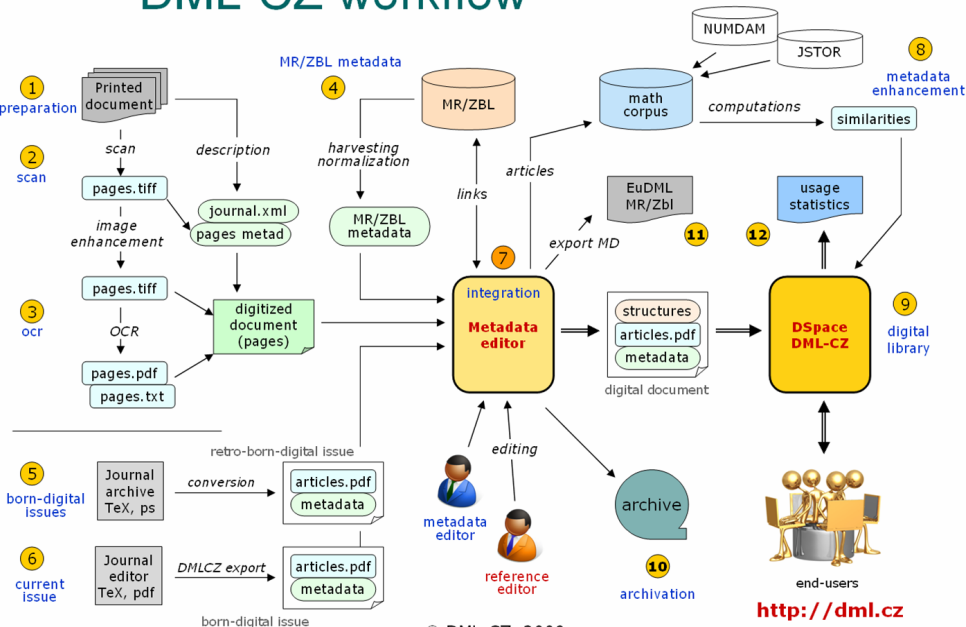 DML-CZ workflow
NUMDAM
JSTOR
8
metadata
enhancement
MR/ZBL metadata
4
MR/ZBL
math
corpus
computations
similarities
1
preparation
Printed
document
scan
description
harvesting
normalization
articles
links
2
scan
pages.tiff
journal.xml
pages metad
MR/ZBL
metadata
EuDML
MR/Zbl
usage
statistics
11
12
image
enhancement
export MD
7
integration
Metadata
editor
pages.tiff
3
ocr
OCR
digitized
document
(pages)
structures
articles.pdf
metadata
digital document
DSpace
DML-CZ
9
digital
library
pages.pdf
pages.txt
retro-born-digital issue
5
born-digital
issues
Journal
archive
TeX, ps
conversion
articles.pdf
metadata
editing
metadata
editor
archive
6
current
issue
Journal
editor
TeX, pdf
DMLCZ export
articles.pdf
metadata
born-digital issue
reference
editor
10
archivation
end-users
http://dml.cz